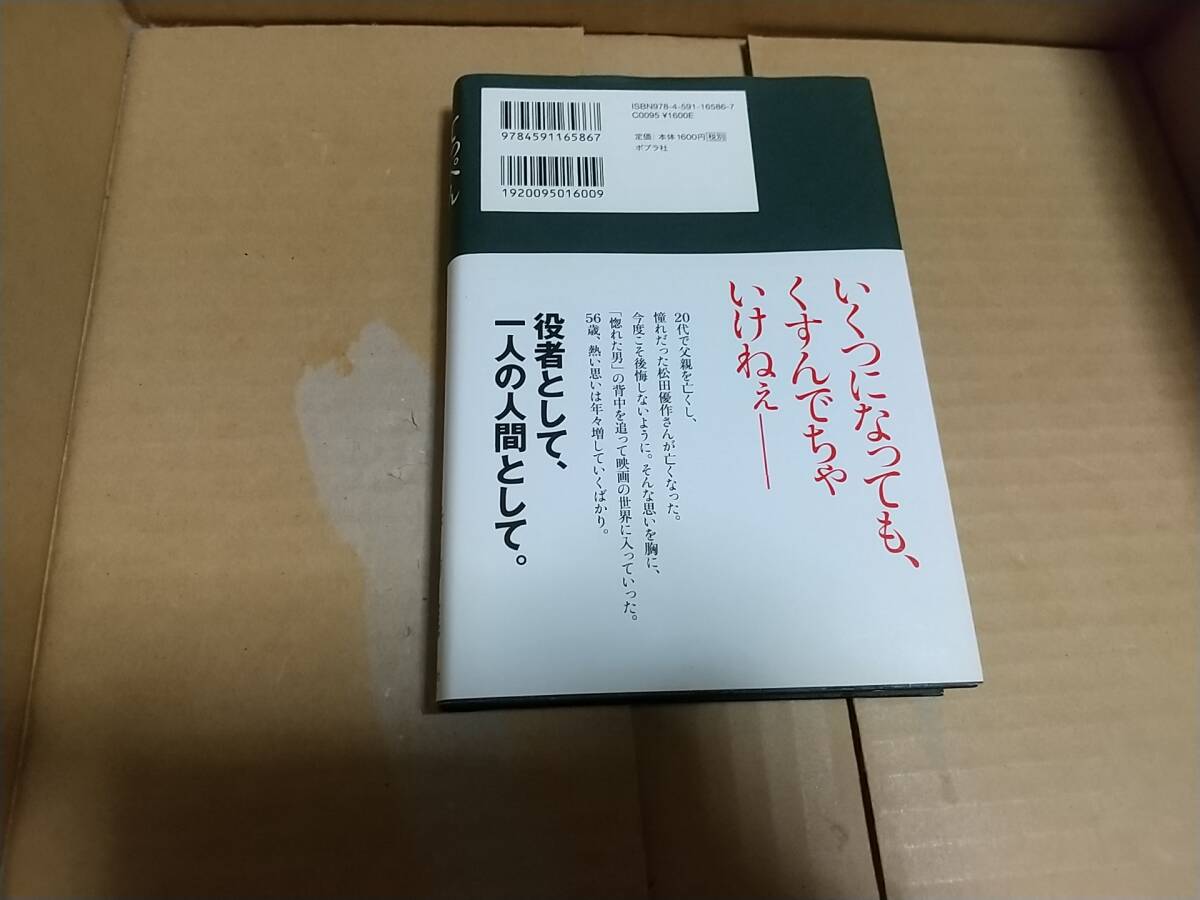 ISBN978-4-591-16586-7
C0095 ¥1600E
定価:本体1600円税別
ポプラ社
9784591165867
1920095016009
てっぺん
いくつになっても、
くすんでちゃ
いけねぇ――
20代で父親を亡くし、
憧れだった松田優作さんが亡くなった。
今度こそ後悔しないように。そんな思いを胸に、
「惚れた男」の背中を追って映画の世界に入っていった。
56歳、熱い思いは年々増していくばかり。
役者として、
一人の人間として。